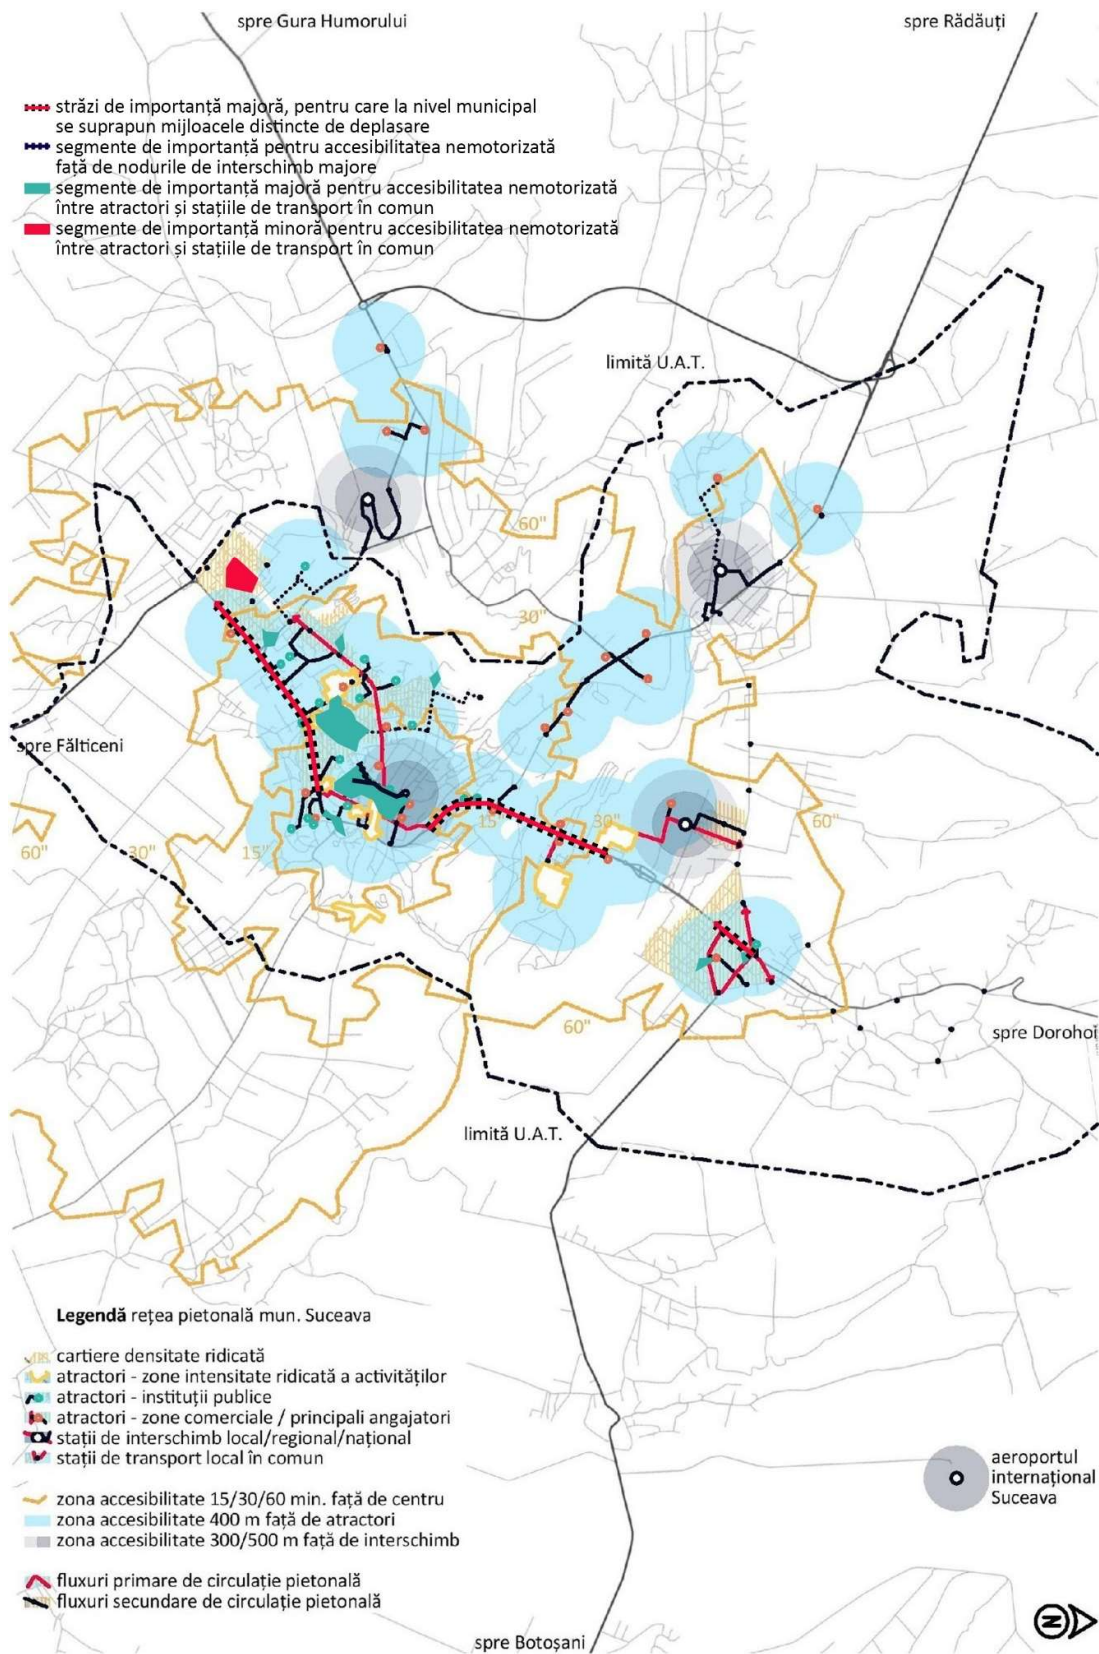 spre Gura Humorului
spre Rădăuți
străzi de importanță majoră, pentru care la nivel municipal
se suprapun mijloacele distincte de deplasare
segmente de importanță pentru accesibilitatea nemotorizată
față de nodurile de interschimb majore
segmente de importanță majoră pentru accesibilitatea nemotorizată
între atractori și stațiile de transport în comun
segmente de importanță minoră pentru accesibilitatea nemotorizată
între atractori și stațiile de transport în comun
limită U.A.T.
60"
30"
spre Fălticeni
60"
30"
15"
15"
30"
60"
60"
spre Dorohoi
limită U.A.T.
Legendă rețea pietonală mun. Suceava
cartiere densitate ridicată
atractori - zone intensitate ridicată a activităților
atractori - instituții publice
atractori - zone comerciale / principali angajatori
stații de interschimb local/regional/național
stații de transport local în comun
zona accesibilitate 15/30/60 min. față de centru
zona accesibilitate 400 m față de atractori
zona accesibilitate 300/500 m față de interschimb
fluxuri primare de circulație pietonală
fluxuri secundare de circulație pietonală
aeroportul
internațional
Suceava
N
spre Botoșani